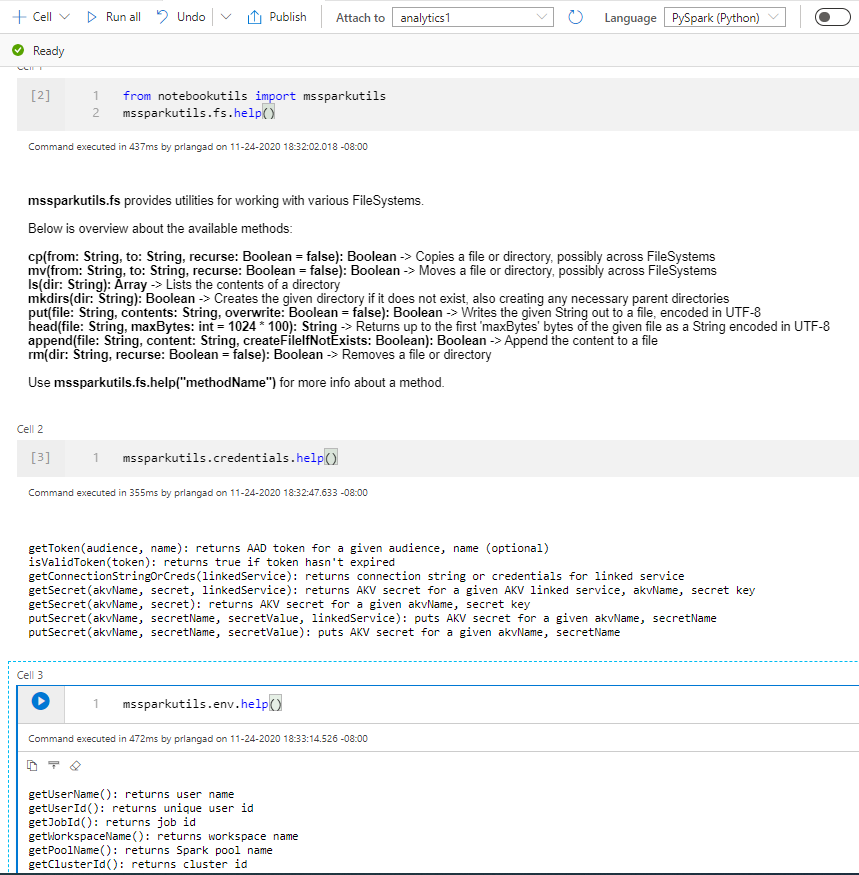 Cell Run all Undo Publish Attach to analytics1 Language PySpark (Python)
Ready
Cell 1
[2]
1 from notebookutils import mssparkutils
2 mssparkutils.fs.help()
Command executed in 437ms by prlangad on 11-24-2020 18:32:02.018 -08:00
mssparkutils.fs provides utilities for working with various FileSystems.
Below is overview about the available methods:
cp(from: String, to: String, recurse: Boolean = false): Boolean -> Copies a file or directory, possibly across FileSystems
mv(from: String, to: String, recurse: Boolean = false): Boolean -> Moves a file or directory, possibly across FileSystems
ls(dir: String): Array -> Lists the contents of a directory
mkdirs(dir: String): Boolean -> Creates the given directory if it does not exist, also creating any necessary parent directories
put(file: String, contents: String, overwrite: Boolean = false): Boolean -> Writes the given String out to a file, encoded in UTF-8
head(file: String, maxBytes: int = 1024 * 100): String -> Returns up to the first 'maxBytes' bytes of the given file as a String encoded in UTF-8
append(file: String, content: String, createFileIfNotExists: Boolean): Boolean -> Append the content to a file
rm(dir: String, recurse: Boolean = false): Boolean -> Removes a file or directory
Use mssparkutils.fs.help("methodName") for more info about a method.
Cell 2
[3] 1 mssparkutils.credentials.help()
Command executed in 355ms by prlangad on 11-24-2020 18:32:47.633 -08:00
getToken(audience, name): returns AAD token for a given audience, name (optional)
isValidToken(token): returns true if token hasn't expired
getConnectionStringOrCreds(linkedService): returns connection string or credentials for linked service
getSecret(akvName, secret, linkedService): returns AKV secret for a given AKV linked service, akvName, secret key
getSecret(akvName, secret): returns AKV secret for a given akvName, secret key
putSecret(akvName, secretName, secretValue, linkedService): puts AKV secret for a given akvName, secretName
putSecret(akvName, secretName, secretValue): puts AKV secret for a given akvName, secretName
Cell 3
1 mssparkutils.env.help()
Command executed in 472ms by prlangad on 11-24-2020 18:33:14.526 -08:00
getUserName(): returns user name
getUserId(): returns unique user id
getJobId(): returns job id
getWorkspaceName(): returns workspace name
getPoolName(): returns Spark pool name
getClusterId(): returns cluster id